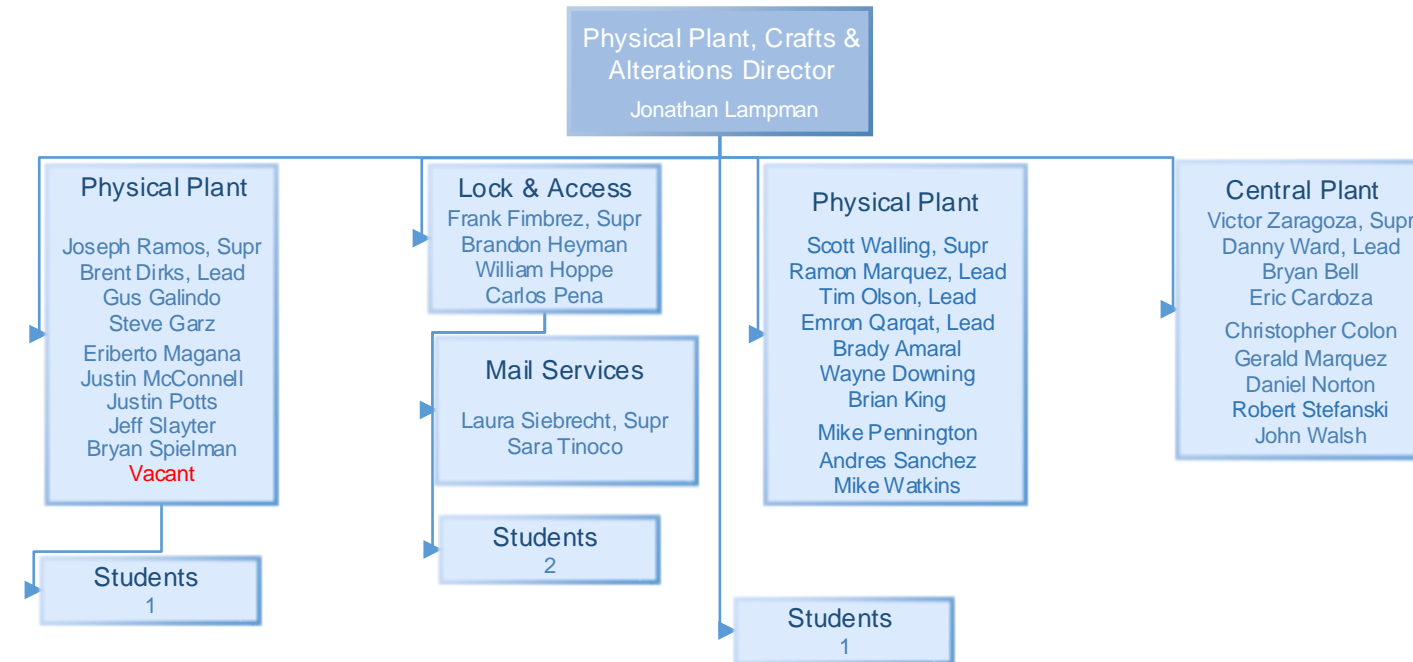 Physical Plant, Crafts &
Alterations Director
Jonathan Lampman
Physical Plant
Joseph Ramos, Supr
Brent Dirks, Lead
Gus Galindo
Steve Garz
Eriberto Magana
Justin McConnell
Justin Potts
Jeff Slayter
Bryan Spielman
Vacant
Students
1
Lock & Access
Frank Fimbrez, Supr
Brandon Heyman
William Hoppe
Carlos Pena
Mail Services
Laura Siebrecht, Supr
Sara Tinoco
Students
2
Physical Plant
Scott Walling, Supr
Ramon Marquez, Lead
Tim Olson, Lead
Emron Qarqat, Lead
Brady Amaral
Wayne Downing
Brian King
Mike Pennington
Andres Sanchez
Mike Watkins
Students
1
Central Plant
Victor Zaragoza, Supr
Danny Ward, Lead
Bryan Bell
Eric Cardoza
Christopher Colon
Gerald Marquez
Daniel Norton
Robert Stefanski
John Walsh